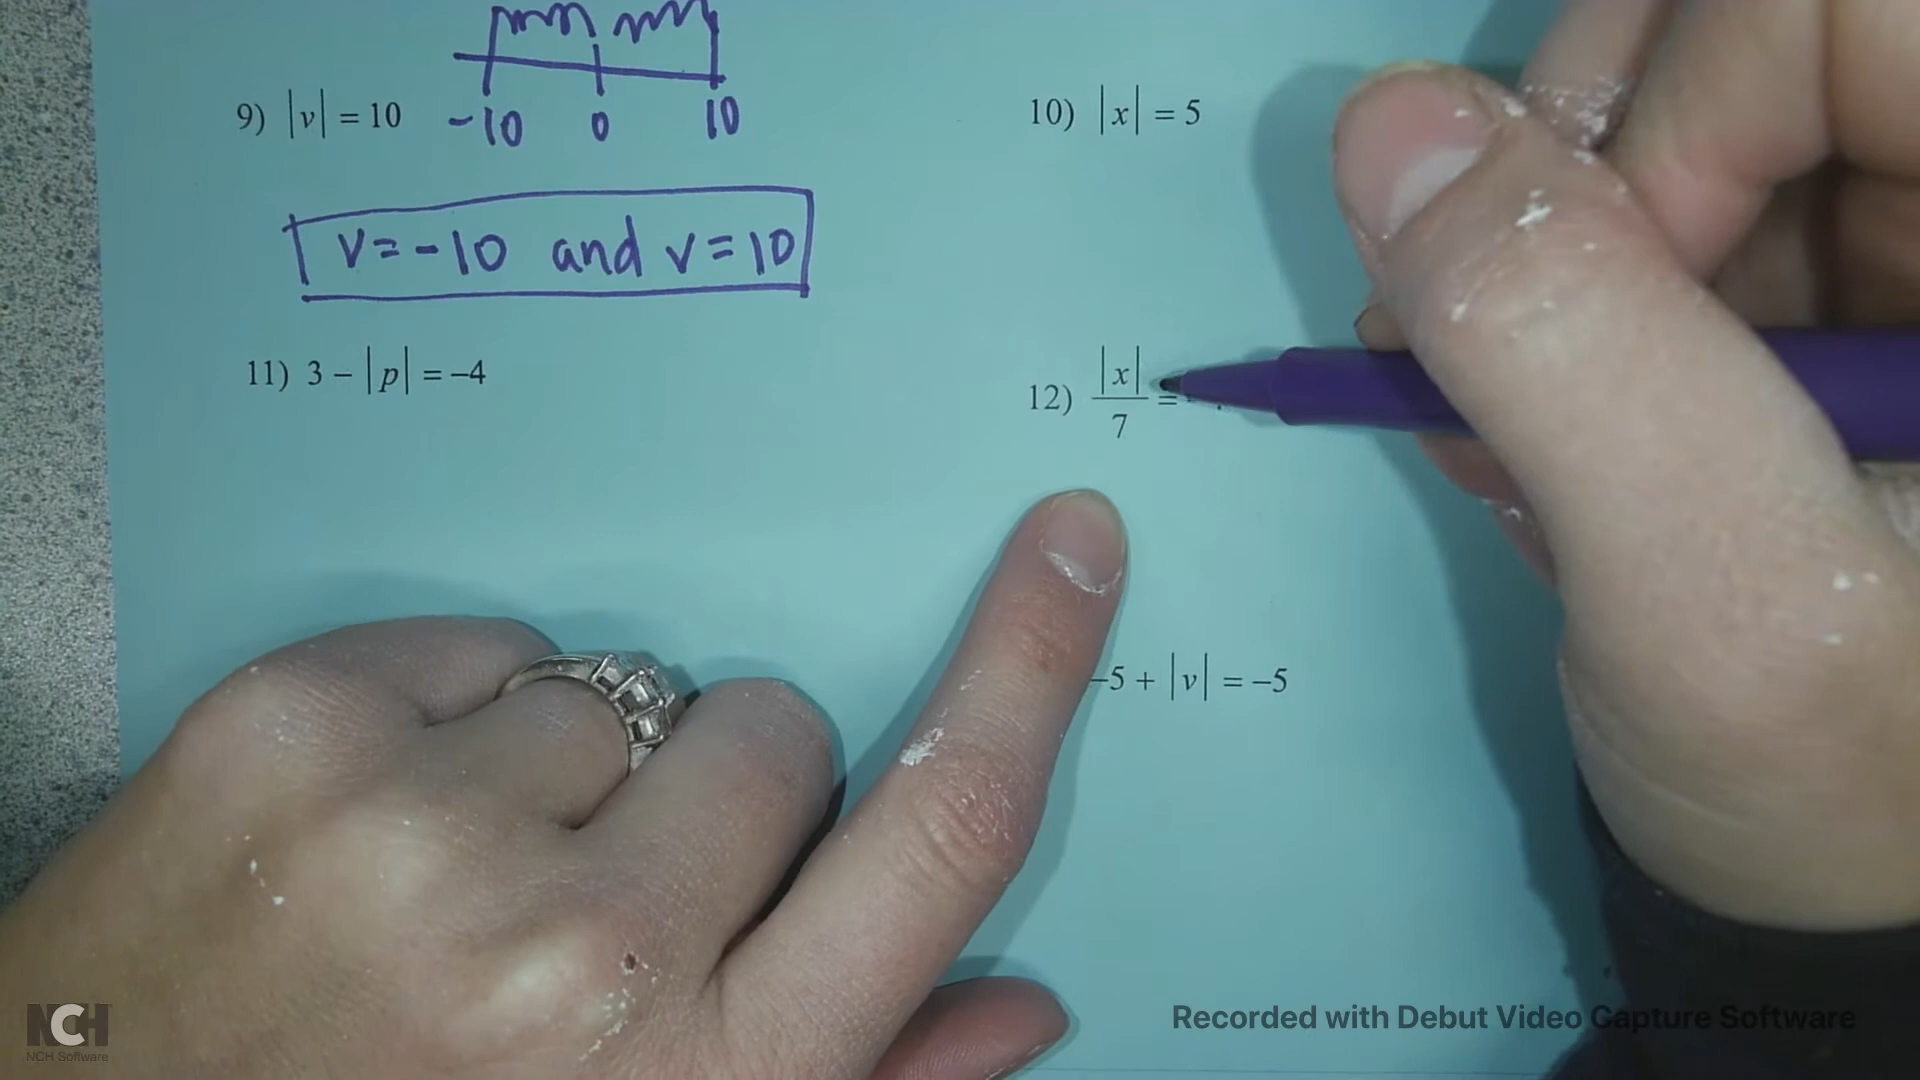 9) |v| = 10
-10 0 10
v=-10 and v=10
10) |x| = 5
11) 3 – |p| = –4
12) |x|/7 =
–5 + |v| = –5
NCH
NCH Software
Recorded with Debut Video Capture Software